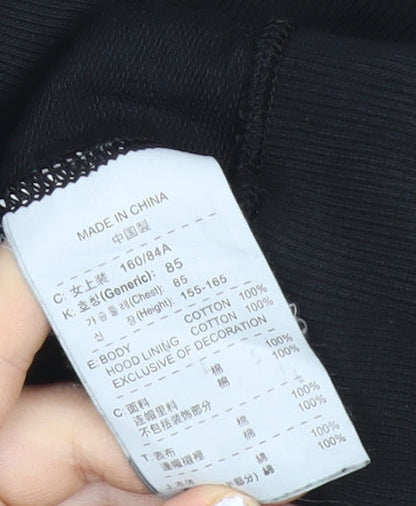 MADE IN CHINA
中国製
C: 女上装 160/84A
K: 호칭(Generic): 85
가슴둘레(Chest): 85
신 장(Height): 155-165
E: BODY COTTON 100%
HOOD LINING COTTON 100%
EXCLUSIVE OF DECORATION
C: 面料 棉 100%
连帽里料 棉 100%
不包括装饰部分
T: 表布 棉 100%
連帽襯裡 棉 100%